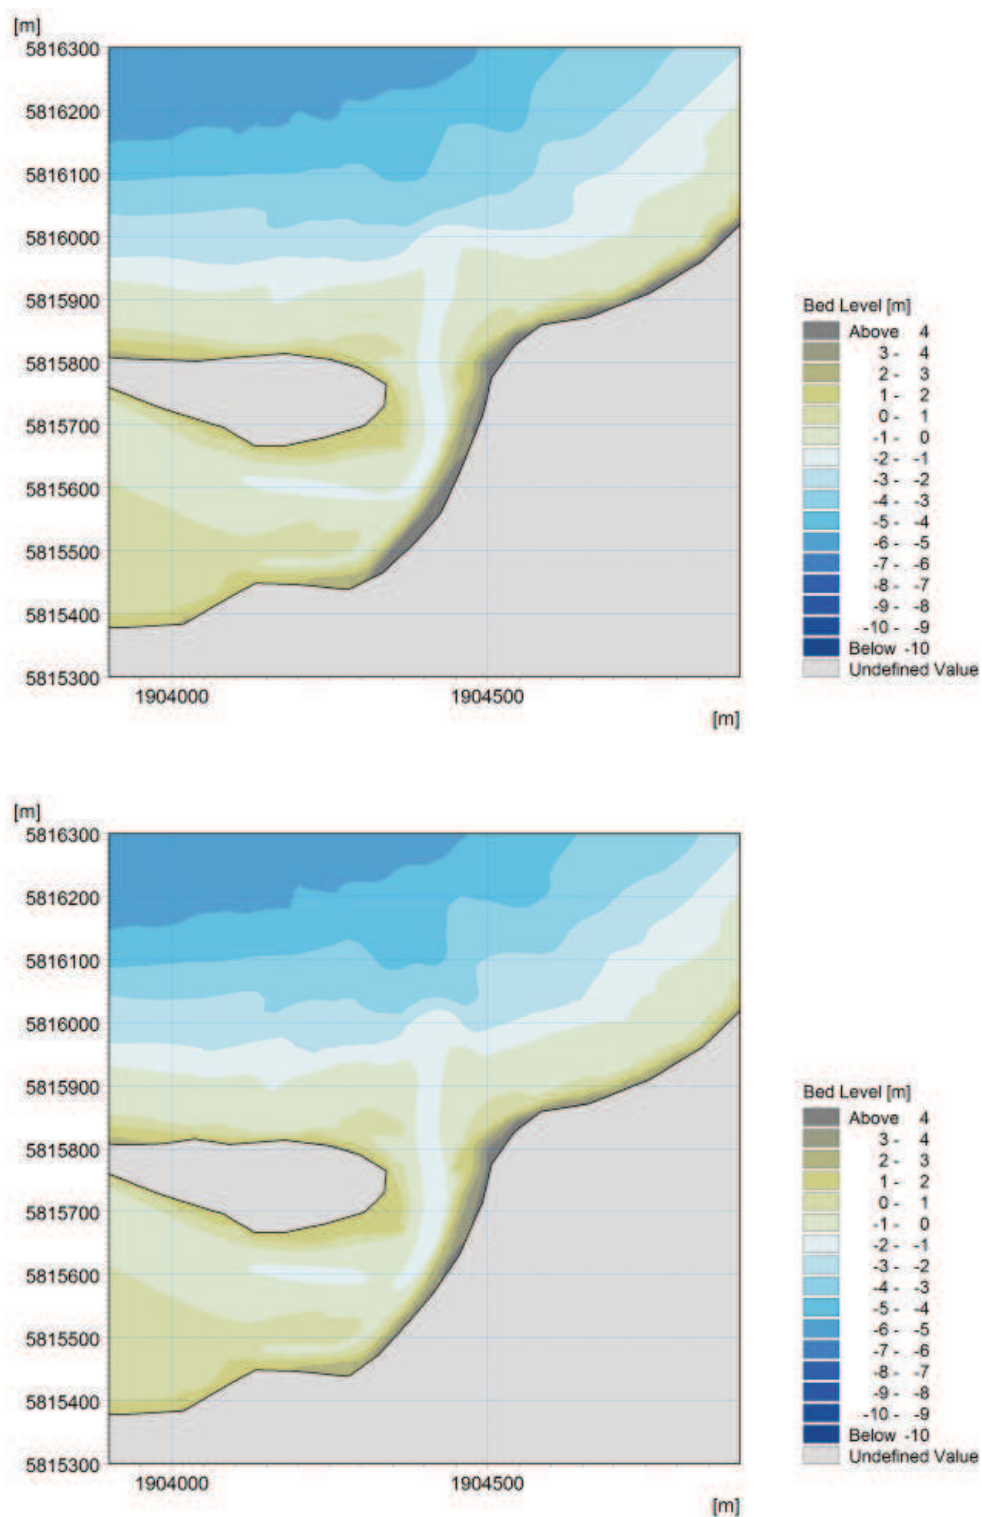 [m]
5816300
5816200
5816100
5816000
5815900
5815800
5815700
5815600
5815500
5815400
5815300
1904000 1904500
[m]
Bed Level [m]
Above 4
3 - 4
2 - 3
1 - 2
0 - 1
-1 - 0
-2 - -1
-3 - -2
-4 - -3
-5 - -4
-6 - -5
-7 - -6
-8 - -7
-9 - -8
-10 - -9
Below -10
Undefined Value
[m]
5816300
5816200
5816100
5816000
5815900
5815800
5815700
5815600
5815500
5815400
5815300
1904000 1904500
[m]
Bed Level [m]
Above 4
3 - 4
2 - 3
1 - 2
0 - 1
-1 - 0
-2 - -1
-3 - -2
-4 - -3
-5 - -4
-6 - -5
-7 - -6
-8 - -7
-9 - -8
-10 - -9
Below -10
Undefined Value